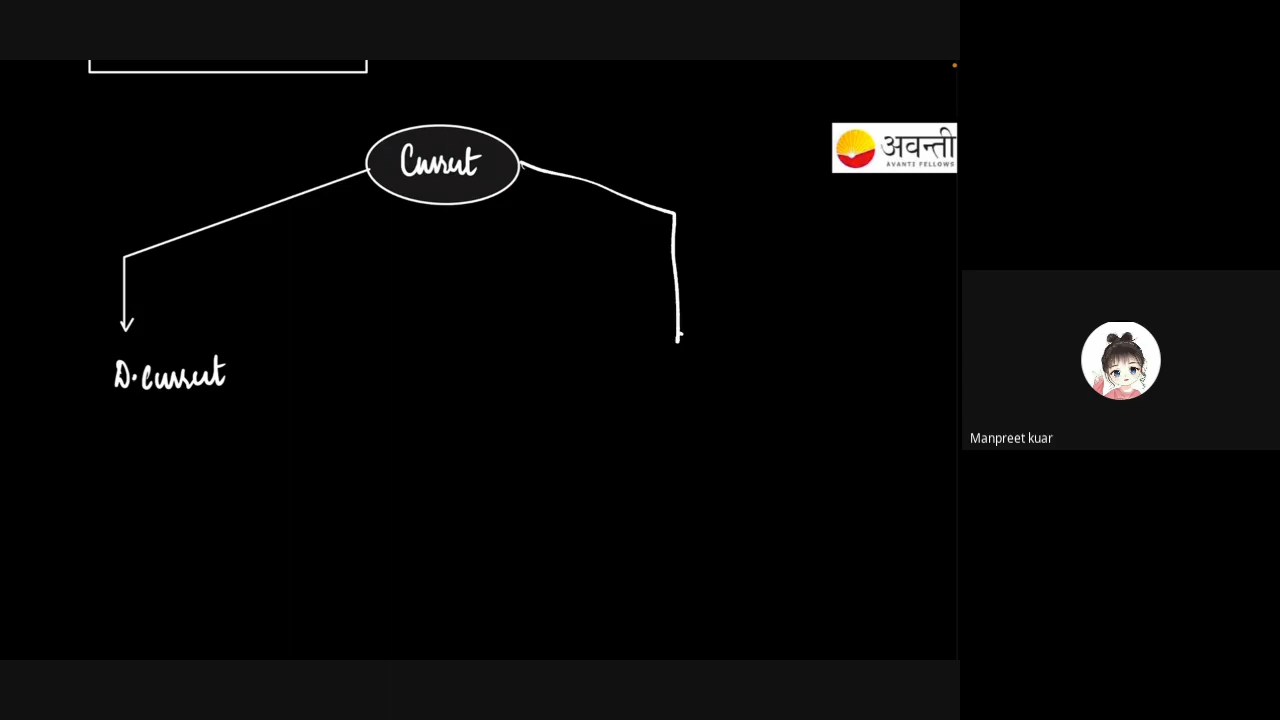 Current
अवन्ती
AVANTI FELLOWS
D. Current
Manpreet kuar